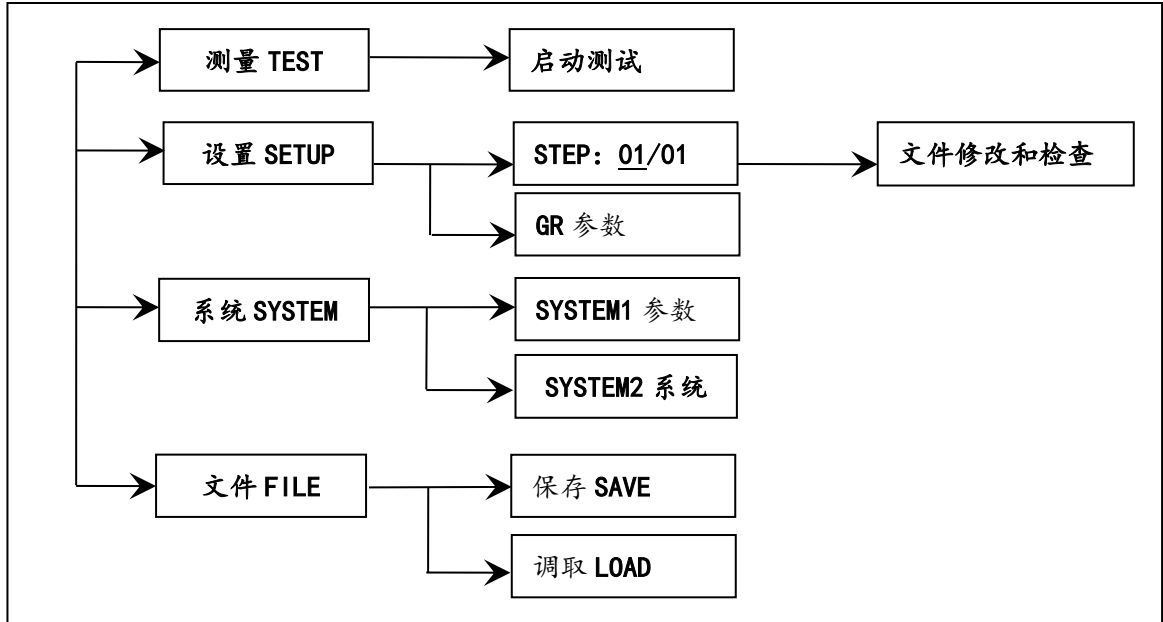 测量 TEST
启动测试
设置 SETUP
STEP: 01/01
文件修改和检查
GR 参数
系统 SYSTEM
SYSTEM1 参数
SYSTEM2 系统
文件 FILE
保存 SAVE
调取 LOAD